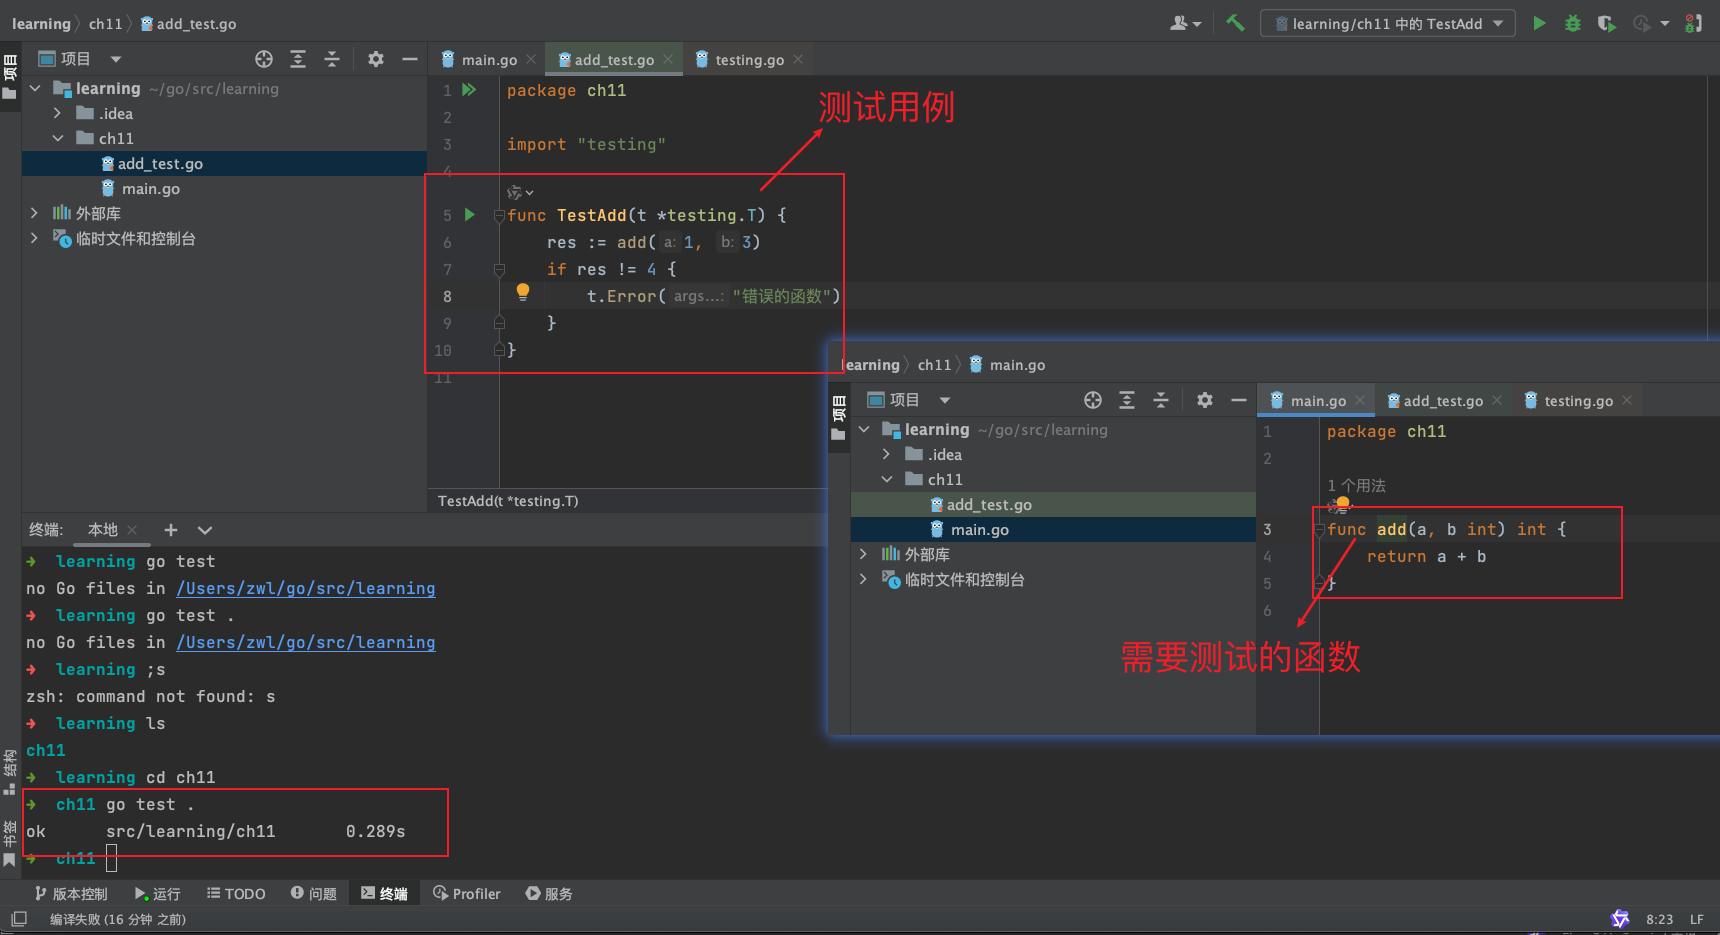 learning 〉 ch11 〉 add_test.go
learning/ch11 中的 TestAdd
项目
项目
main.go
add_test.go
testing.go
learning ~/go/src/learning
.idea
ch11
add_test.go
main.go
外部库
临时文件和控制台
1 package ch11
2
3 import "testing"
4
测试用例
5 func TestAdd(t *testing.T) {
6 res := add( a: 1, b: 3)
7 if res != 4 {
8 t.Error( args...: "错误的函数")
9 }
10 }
11
TestAdd(t *testing.T)
learning 〉 ch11 〉 main.go
项目
项目
main.go
add_test.go
testing.go
learning ~/go/src/learning
.idea
ch11
add_test.go
main.go
外部库
临时文件和控制台
1 package ch11
2
1 个用法
3 func add(a, b int) int {
4 return a + b
5 }
6
需要测试的函数
终端:
本地
→ learning go test
no Go files in /Users/zwl/go/src/learning
→ learning go test .
no Go files in /Users/zwl/go/src/learning
→ learning ;s
zsh: command not found: s
→ learning ls
ch11
→ learning cd ch11
→ ch11 go test .
ok src/learning/ch11 0.289s
→ ch11
结构
书签
版本控制
运行
TODO
问题
终端
Profiler
服务
编译失败 (16 分钟 之前)
8:23
LF